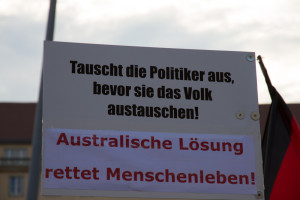 Tauscht die Politiker aus,
bevor sie das Volk
austauschen!
Australische Lösung
rettet Menschenleben!